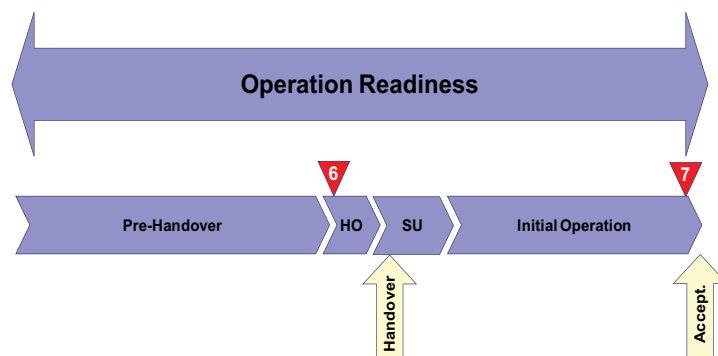 Operation Readiness
6
7
Pre-Handover
HO
SU
Initial Operation
Handover
Accept.